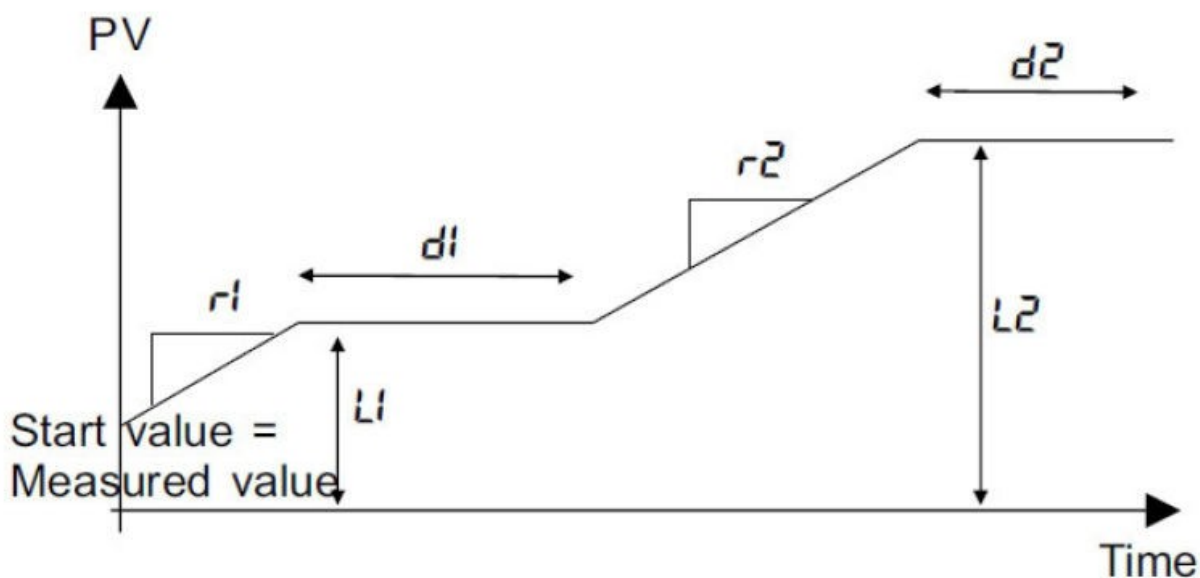 PV
d2
r2
d1
r1
L2
L1
Start value =
Measured value
Time